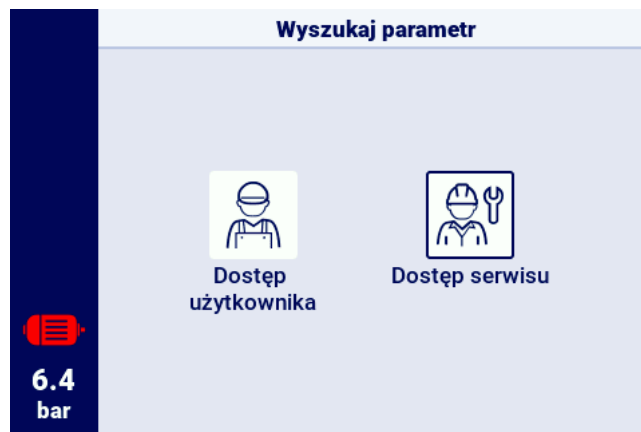 Wyszukaj parametr
Dostęp
użytkownika
Dostęp serwisu
6.4
bar